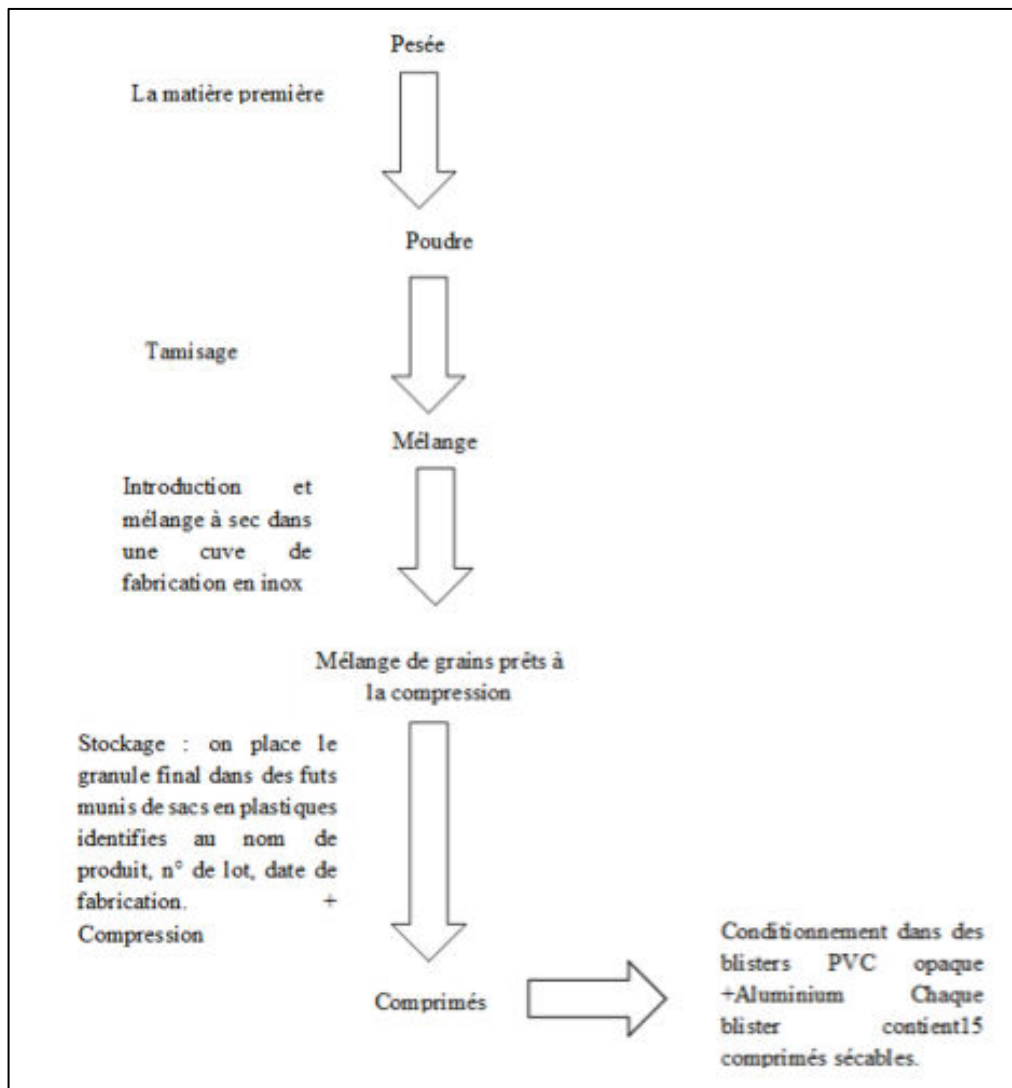 Pesée
La matière première
Poudre
Tamisage
Mélange
Introduction et
mélange à sec dans
une cuve de
fabrication en inox
Mélange de grains prêts à
la compression
Stockage : on place le
granule final dans des futs
munis de sacs en plastiques
identifies au nom de
produit, n° de lot, date de
fabrication. +
Compression
Comprimés
Conditionnement dans des
blisters PVC opaque
+Aluminium Chaque
blister contient15
comprimés sécables.